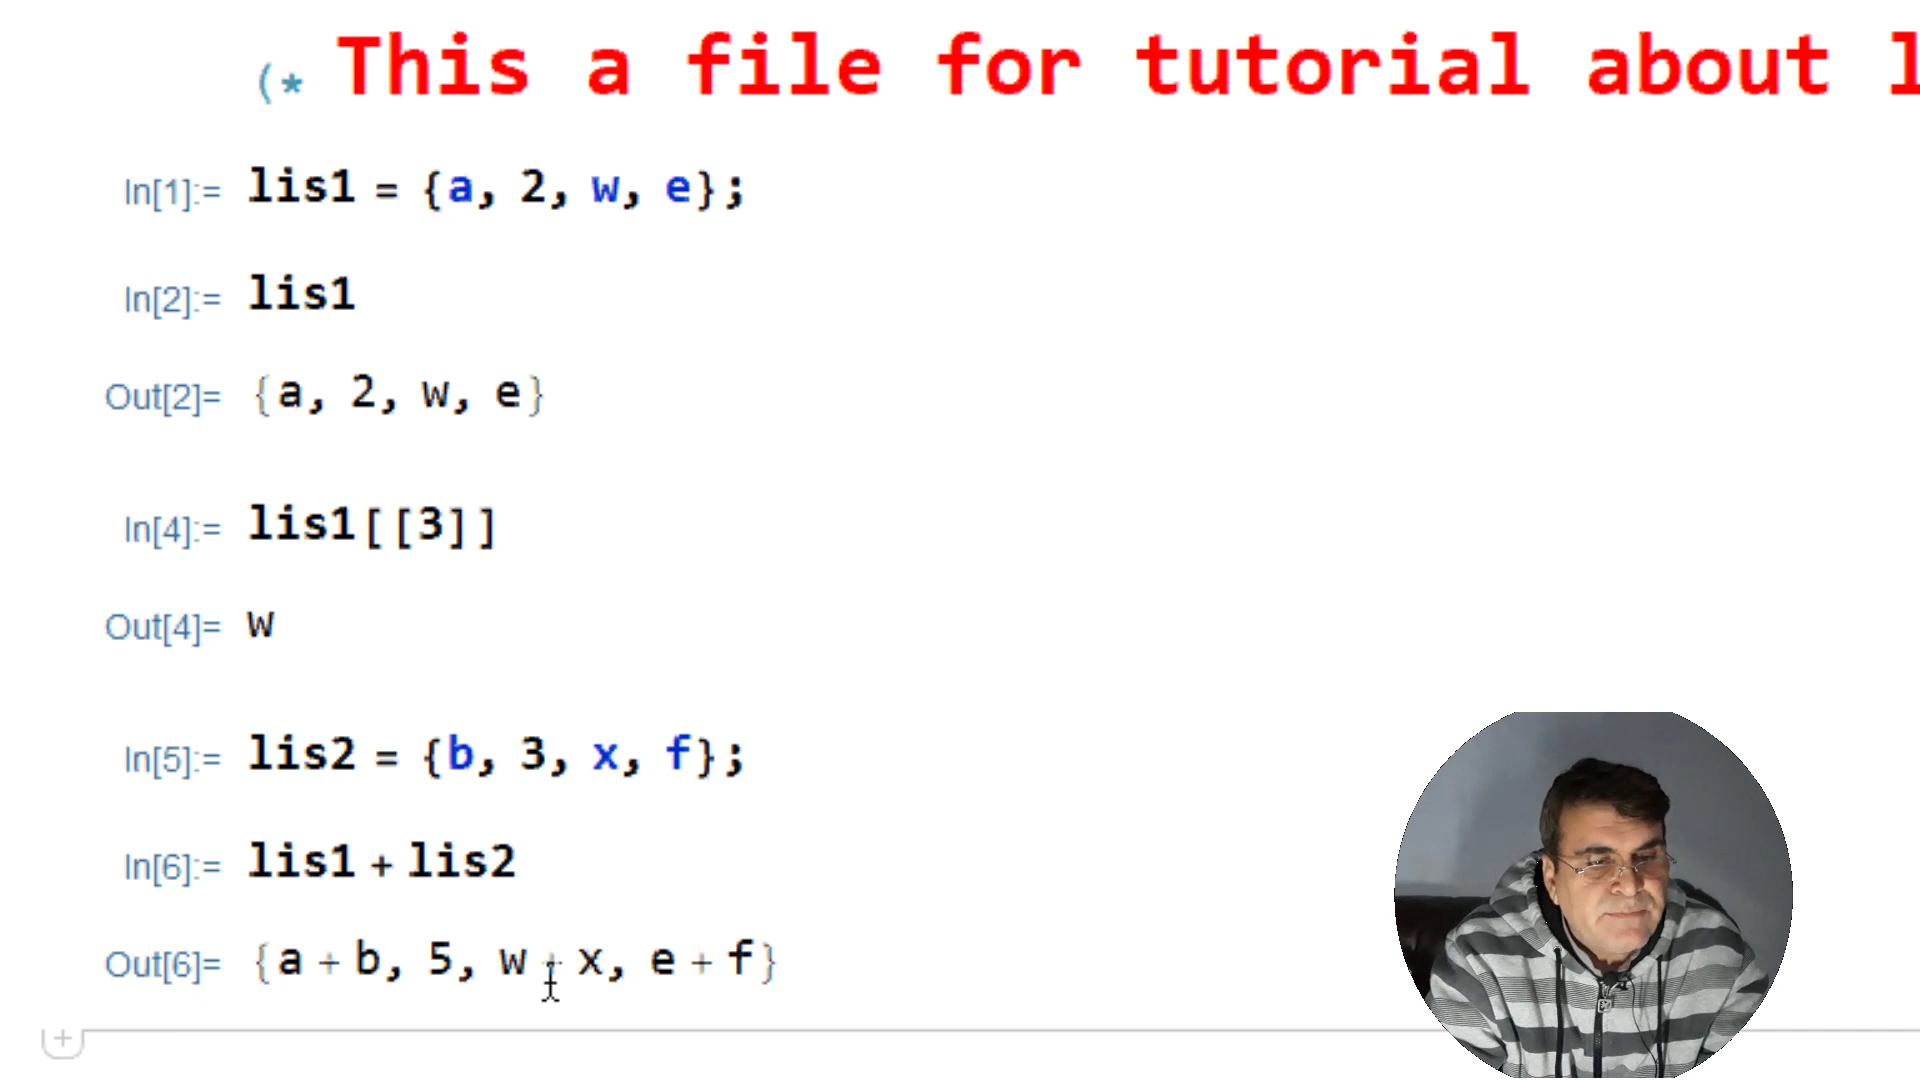 (* This a file for tutorial about l
In[1]:= lis1 = {a, 2, w, e};
In[2]:= lis1
Out[2]= {a, 2, w, e}
In[4]:= lis1[[3]]
Out[4]= w
In[5]:= lis2 = {b, 3, x, f};
In[6]:= lis1 + lis2
Out[6]= {a + b, 5, w + x, e + f}